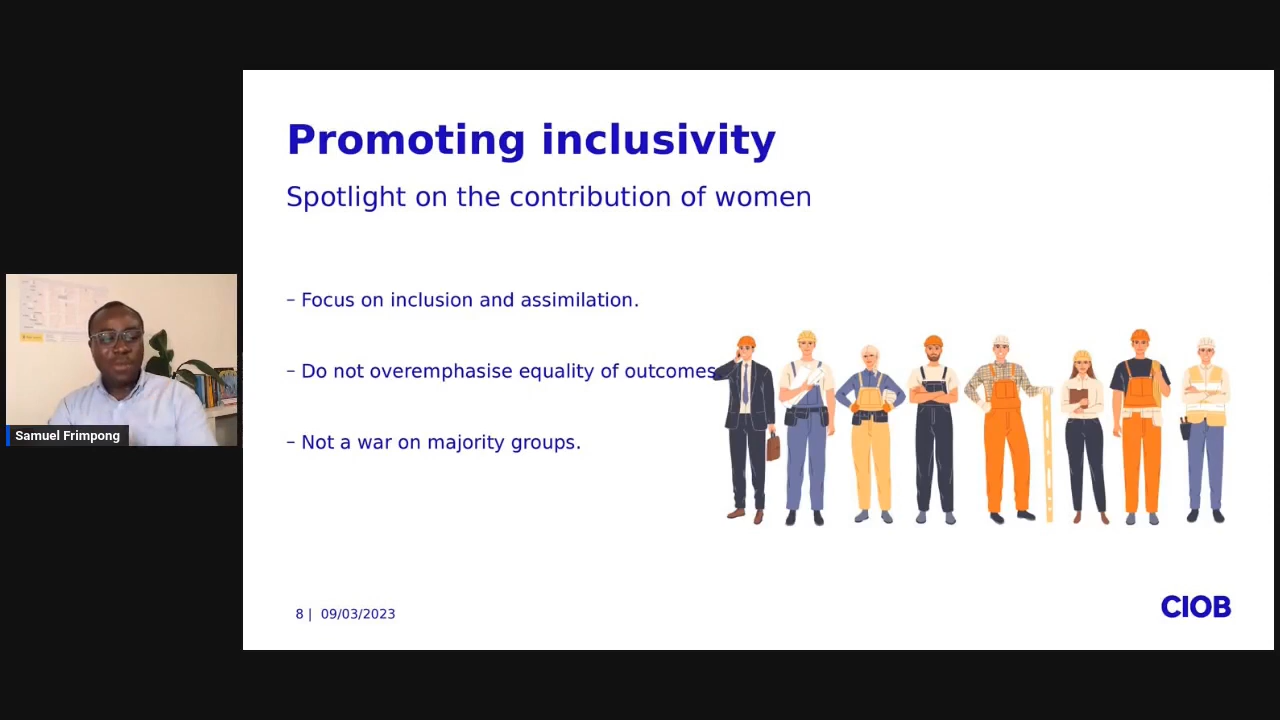 Promoting inclusivity
Spotlight on the contribution of women
– Focus on inclusion and assimilation.
– Do not overemphasise equality of outcomes.
– Not a war on majority groups.
Samuel Frimpong
8 | 09/03/2023
CIOB